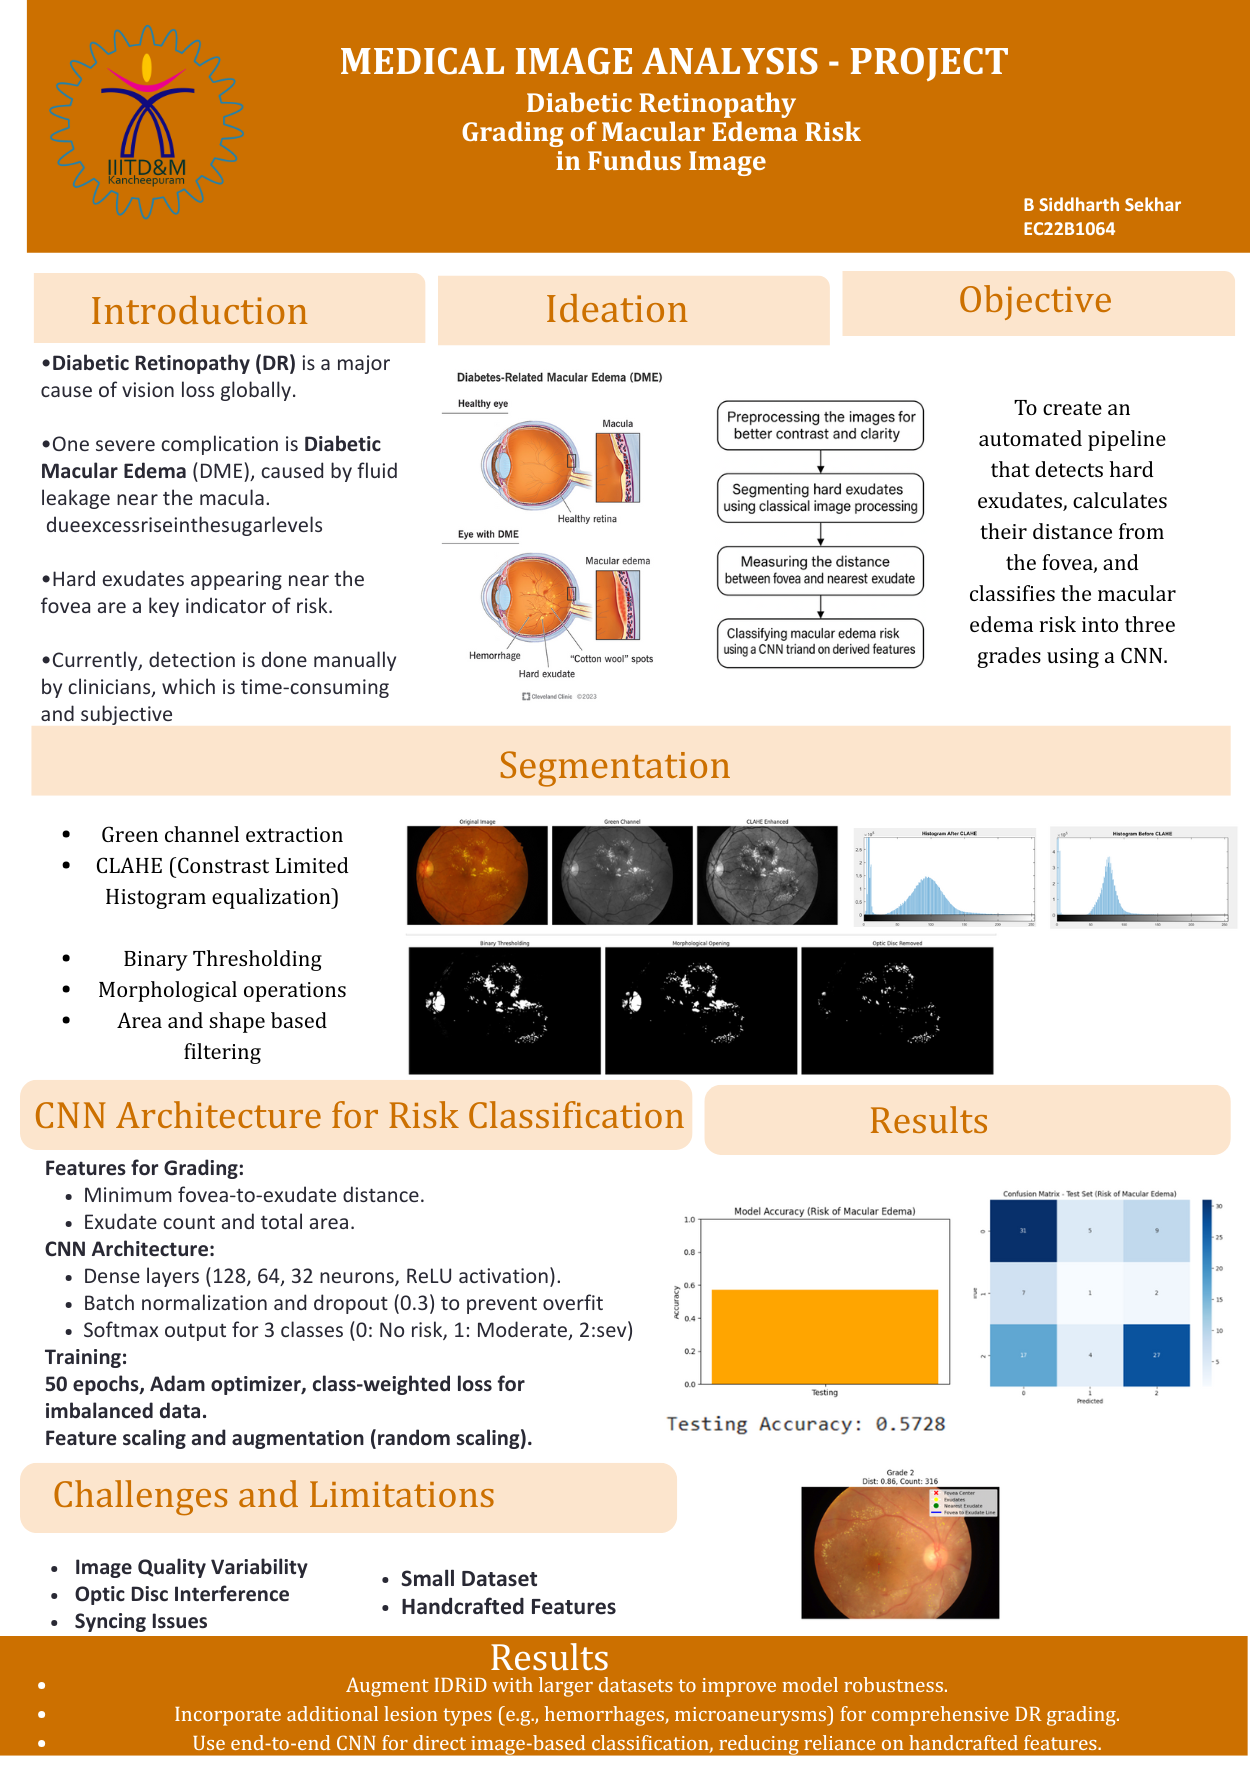 IIITD&M
Kancheepuram
MEDICAL IMAGE ANALYSIS - PROJECT
Diabetic Retinopathy
Grading of Macular Edema Risk
in Fundus Image
B Siddharth Sekhar
EC22B1064
Introduction
•Diabetic Retinopathy (DR) is a major
cause of vision loss globally.
•One severe complication is Diabetic
Macular Edema (DME), caused by fluid
leakage near the macula.
dueexcessriseinthesugarlevels
•Hard exudates appearing near the
fovea are a key indicator of risk.
•Currently, detection is done manually
by clinicians, which is time-consuming
and subjective
Ideation
Diabetes-Related Macular Edema (DME)
Healthy eye
Macula
Healthy retina
Eye with DME
Macular edema
Hemorrhage
"Cotton wool" spots
Hard exudate
Cleveland Clinic ©2023
Preprocessing the images for
better contrast and clarity
Segmenting hard exudates
using classical image processing
Measuring the distance
between fovea and nearest exudate
Classifying macular edema risk
using a CNN triand on derived features
Objective
To create an
automated pipeline
that detects hard
exudates, calculates
their distance from
the fovea, and
classifies the macular
edema risk into three
grades using a CNN.
Segmentation
• Green channel extraction
• CLAHE (Constrast Limited
Histogram equalization)
• Binary Thresholding
• Morphological operations
• Area and shape based
filtering
Original Image
Green Channel
CLAHE Enhanced
Histogram After CLAHE
Histogram Before CLAHE
Binary Thresholding
Morphological Opening
Optic Disc Removed
CNN Architecture for Risk Classification
Features for Grading:
• Minimum fovea-to-exudate distance.
• Exudate count and total area.
CNN Architecture:
• Dense layers (128, 64, 32 neurons, ReLU activation).
• Batch normalization and dropout (0.3) to prevent overfit
• Softmax output for 3 classes (0: No risk, 1: Moderate, 2:sev)
Training:
50 epochs, Adam optimizer, class-weighted loss for
imbalanced data.
Feature scaling and augmentation (random scaling).
Results
Model Accuracy (Risk of Macular Edema)
1.0
0.8
0.6
0.4
0.2
0.0
Accuracy
Testing
Testing Accuracy: 0.5728
Confusion Matrix - Test Set (Risk of Macular Edema)
31 5 9
7 1 2
17 4 27
0 1 2
Predicted
True
30
25
20
15
10
5
Grade 2
Dist: 0.86, Count: 316
Fovea Center
Exudates
Nearest Exudate
Fovea to Exudate Line
Challenges and Limitations
• Image Quality Variability
• Optic Disc Interference
• Syncing Issues
• Small Dataset
• Handcrafted Features
Results
• Augment IDRiD with larger datasets to improve model robustness.
• Incorporate additional lesion types (e.g., hemorrhages, microaneurysms) for comprehensive DR grading.
• Use end-to-end CNN for direct image-based classification, reducing reliance on handcrafted features.